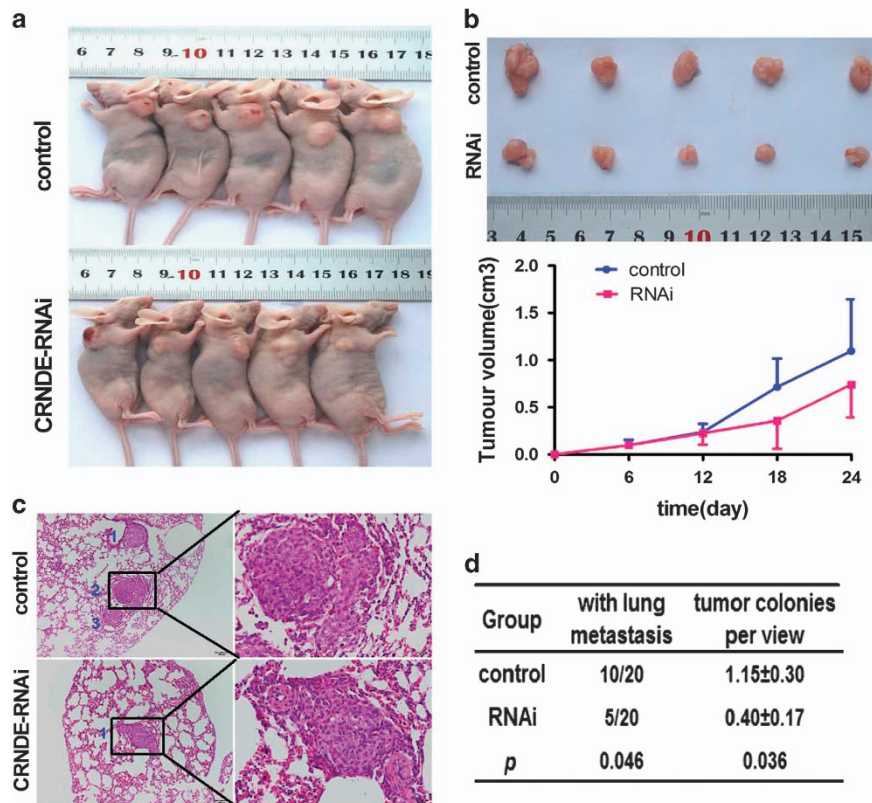 a
6 7 8 9 10 11 12 13 14 15 16 17 18
control
6 7 8 9 10 11 12 13 14 15 16 17 18 19
CRNDE-RNAi
b
control
RNAi
3 4 5 6 7 8 9 10 11 12 13 14 15
2.0
1.5
1.0
0.5
0.0
Tumour volume(cm3)
control
RNAi
0 6 12 18 24
time(day)
c
control
1
2
3
CRNDE-RNAi
1
d
Group with lung metastasis tumor colonies per view
control 10/20 1.15±0.30
RNAi 5/20 0.40±0.17
p 0.046 0.036